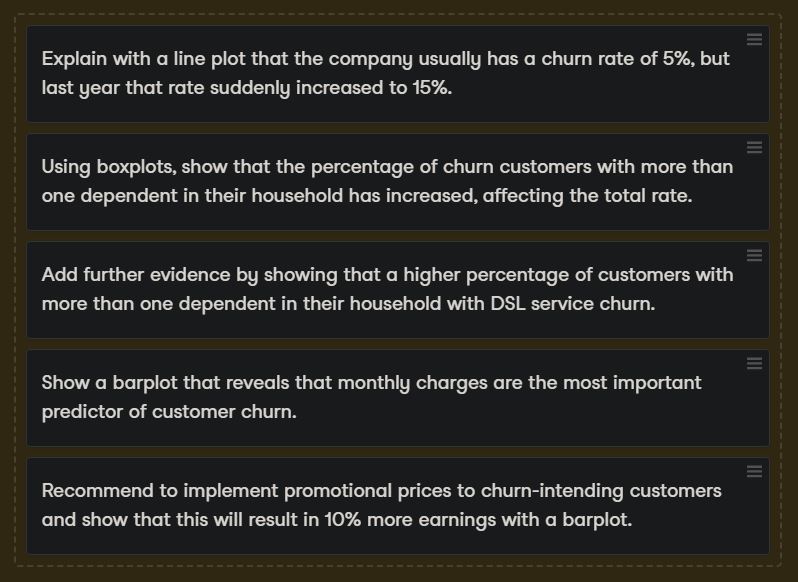 Explain with a line plot that the company usually has a churn rate of 5%, but
last year that rate suddenly increased to 15%.
Using boxplots, show that the percentage of churn customers with more than
one dependent in their household has increased, affecting the total rate.
Add further evidence by showing that a higher percentage of customers with
more than one dependent in their household with DSL service churn.
Show a barplot that reveals that monthly charges are the most important
predictor of customer churn.
Recommend to implement promotional prices to churn-intending customers
and show that this will result in 10% more earnings with a barplot.